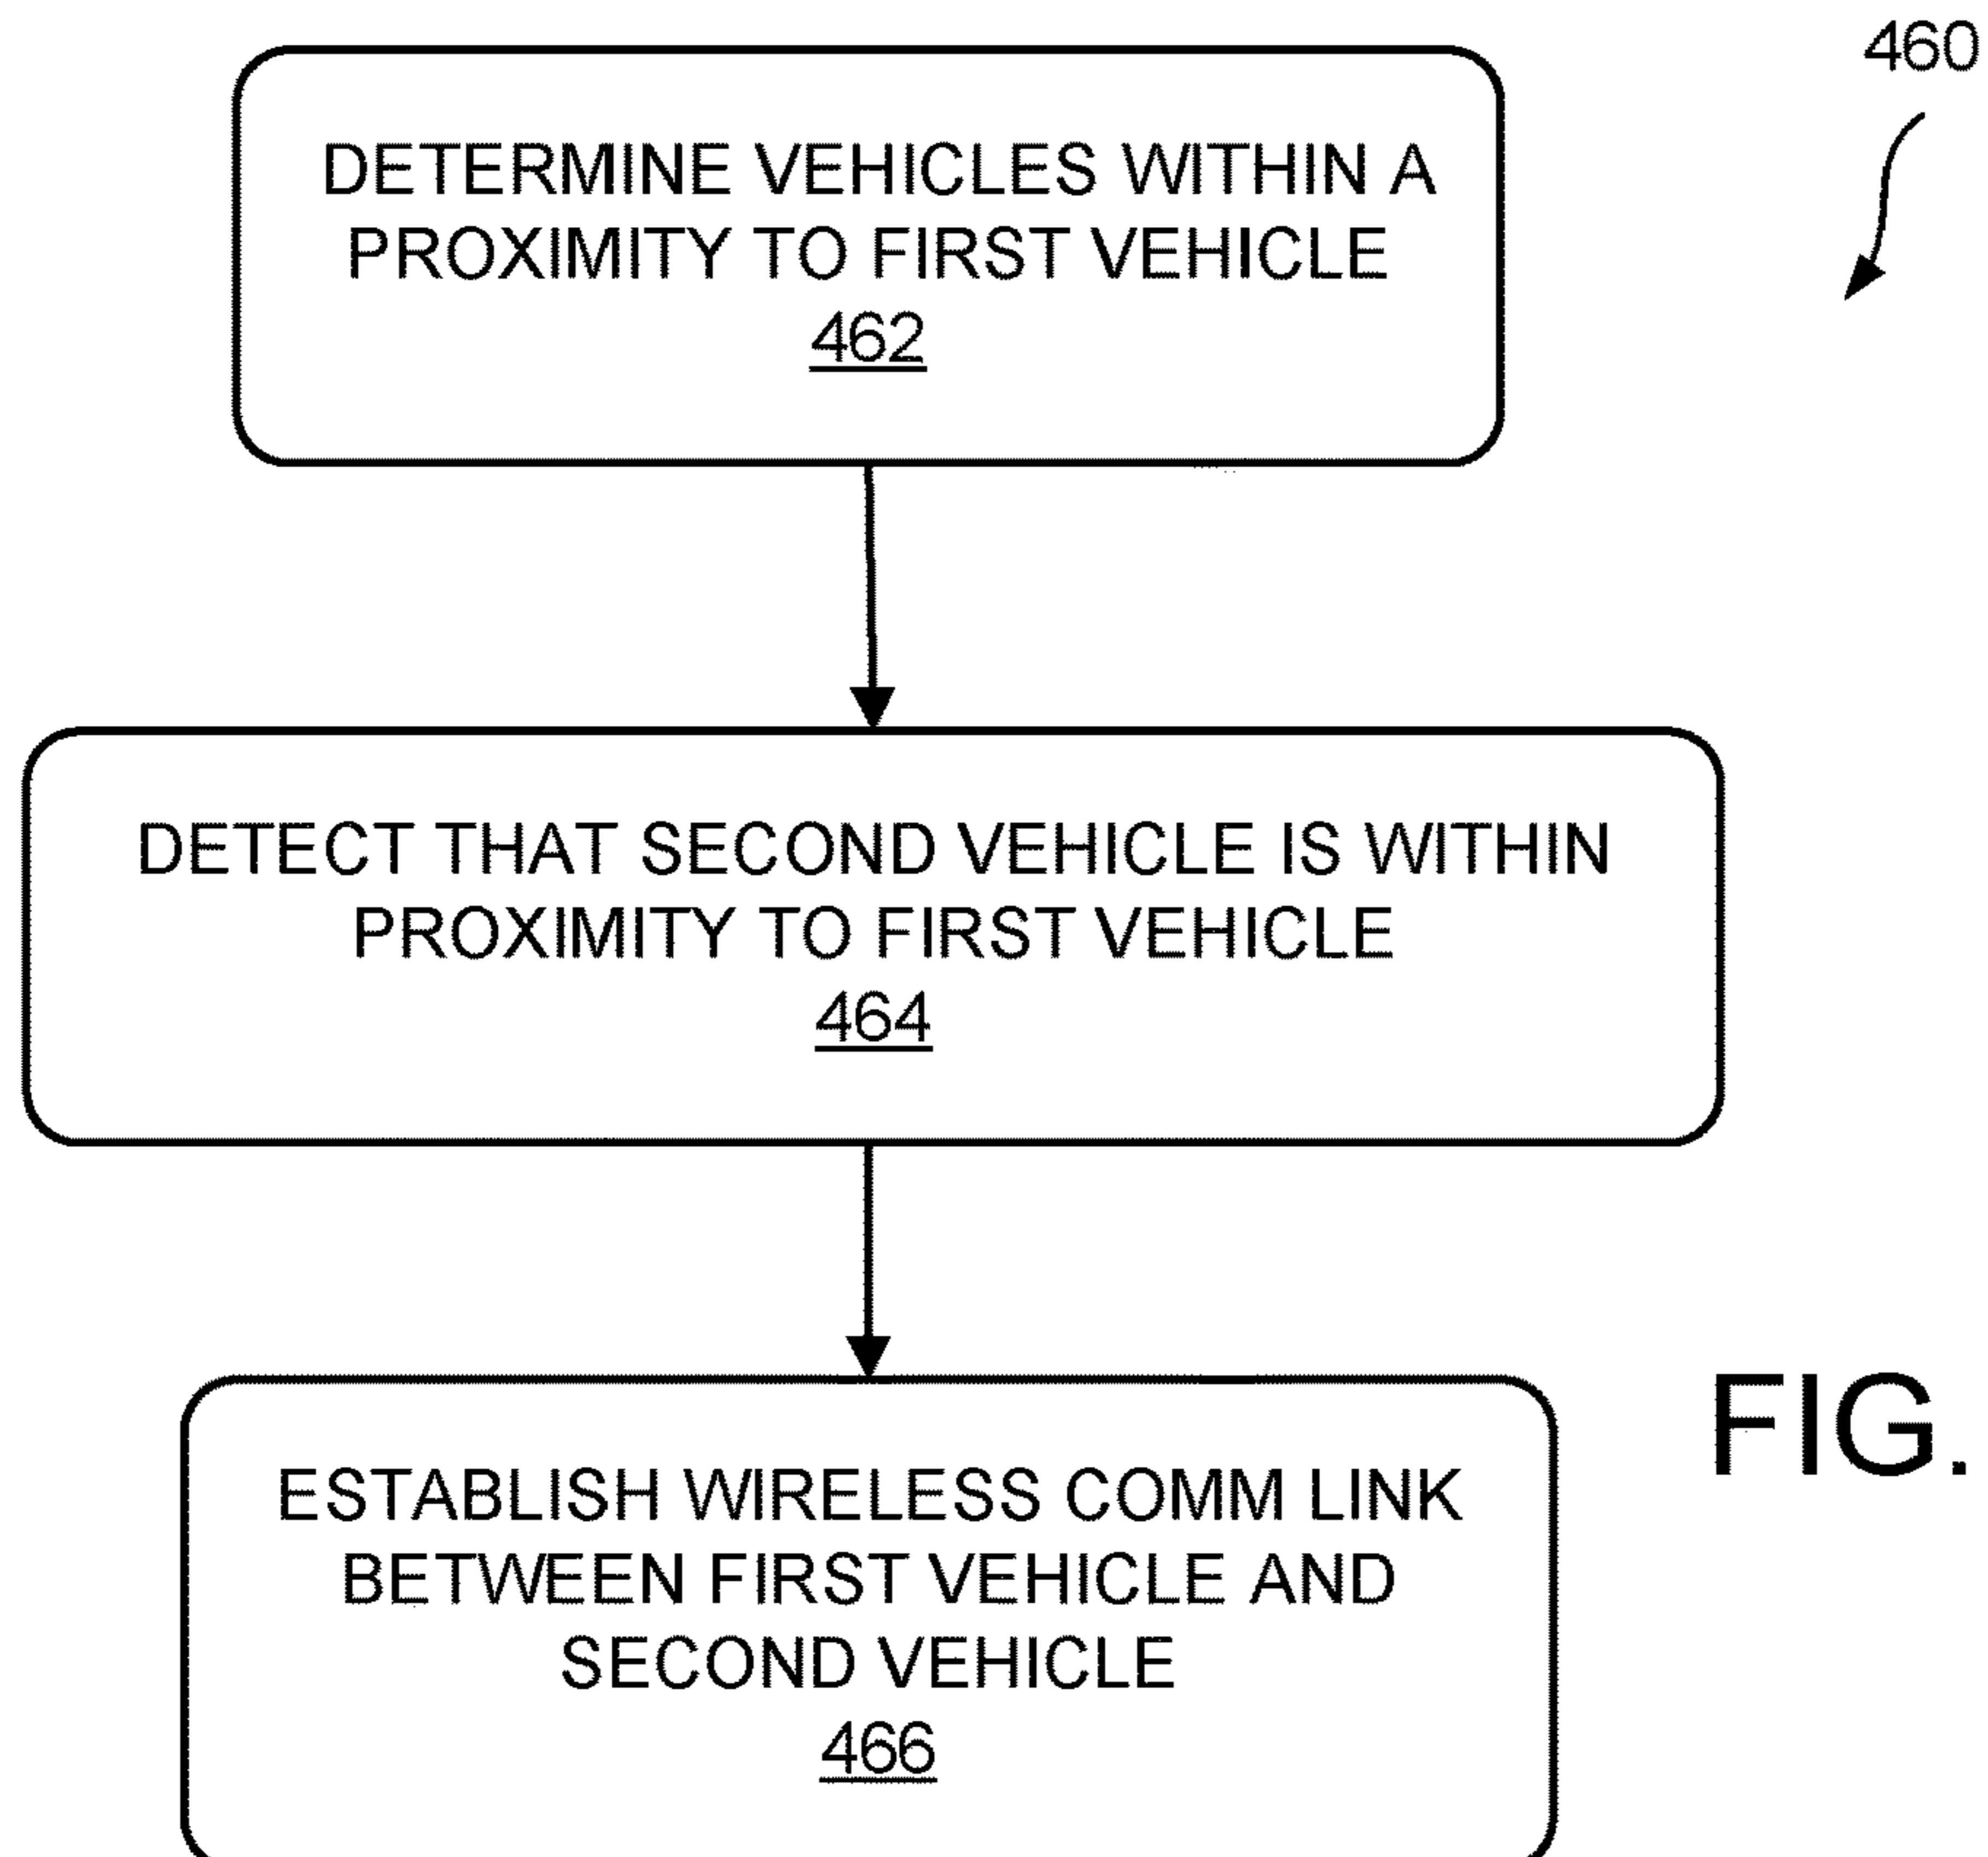 460
DETERMINE VEHICLES WITHIN A
PROXIMITY TO FIRST VEHICLE
462
DETECT THAT SECOND VEHICLE IS WITHIN
PROXIMITY TO FIRST VEHICLE
464
ESTABLISH WIRELESS COMM LINK
BETWEEN FIRST VEHICLE AND
SECOND VEHICLE
466
FIG.